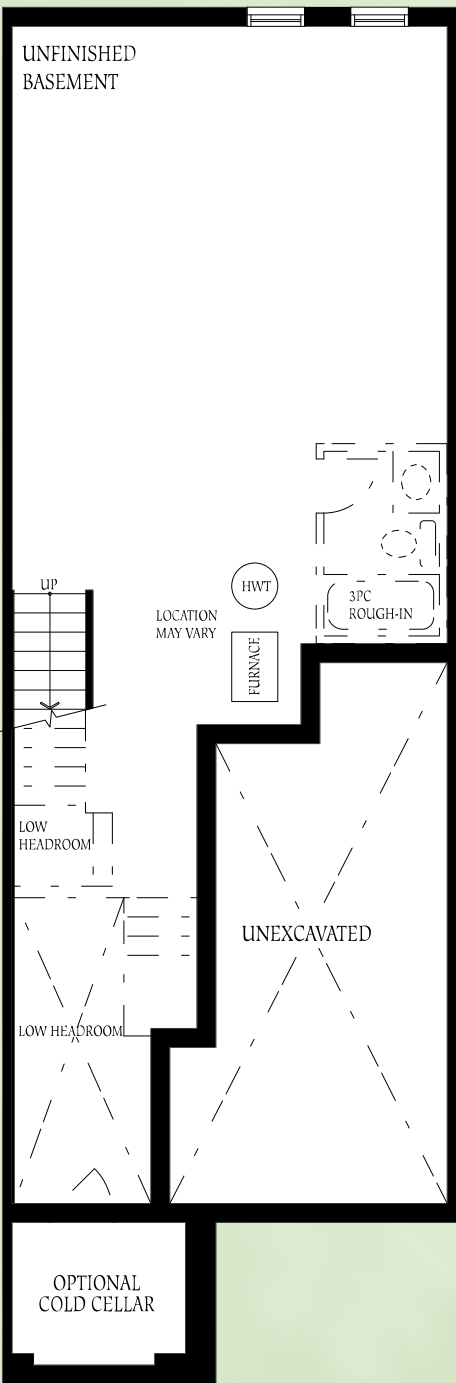 UNFINISHED
BASEMENT
UP
HWT
3PC
ROUGH-IN
LOCATION
MAY VARY
FURNACE
LOW
HEADROOM
UNEXCAVATED
LOW HEADROOM
OPTIONAL
COLD CELLAR